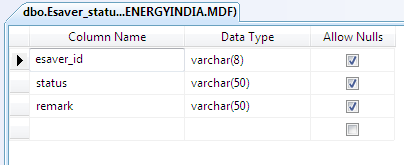 dbo.Esaver_statu...ENERGYINDIA.MDF)
Column Name Data Type Allow Nulls
esaver_id varchar(8)
status varchar(50)
remark varchar(50)